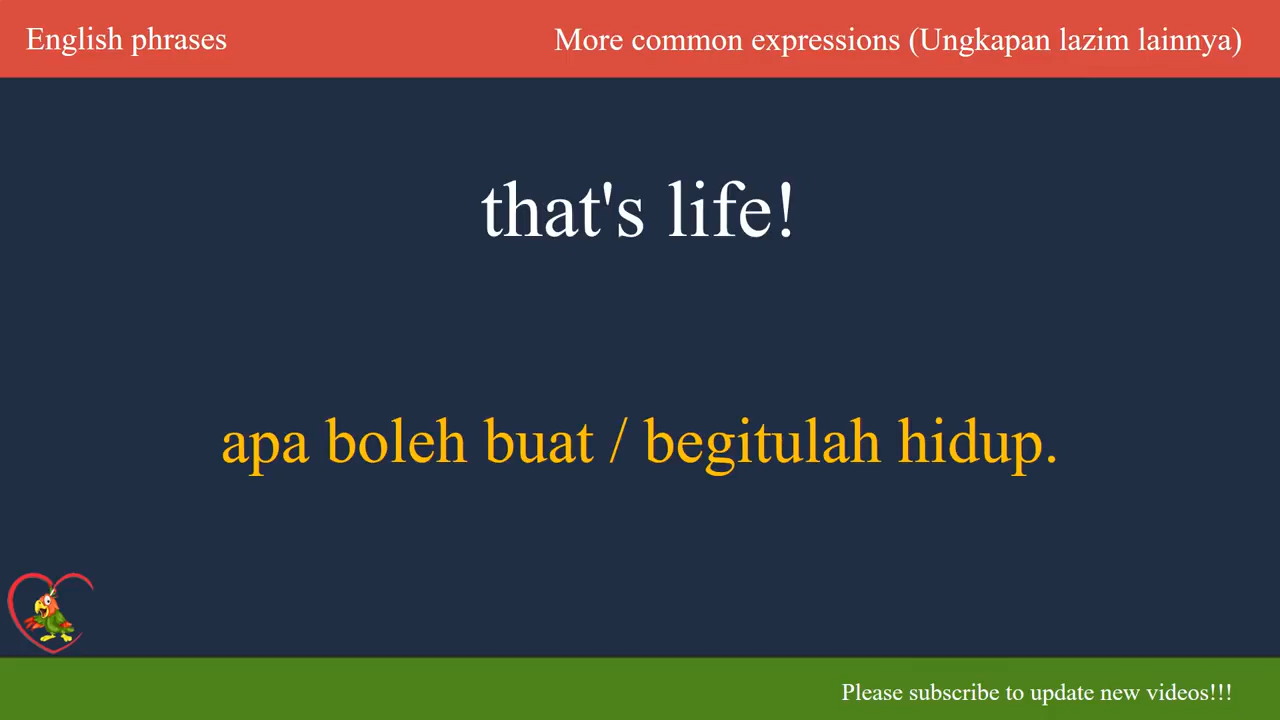 English phrases
More common expressions (Ungkapan lazim lainnya)
that's life!
apa boleh buat / begitulah hidup.
Please subscribe to update new videos!!!